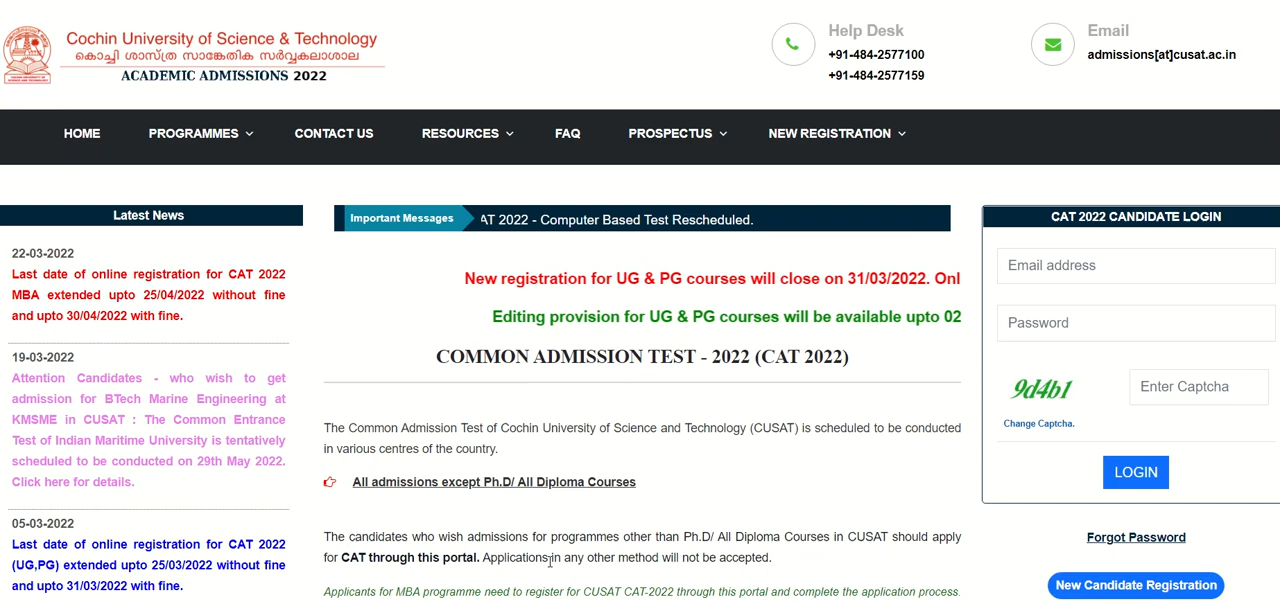 Cochin University of Science & Technology
കൊച്ചി ശാസ്ത്ര സാങ്കേതിക സർവ്വകലാശാല
ACADEMIC ADMISSIONS 2022
Help Desk
+91-484-2577100
+91-484-2577159
Email
admissions[at]cusat.ac.in
HOME PROGRAMMES CONTACT US RESOURCES FAQ PROSPECTUS NEW REGISTRATION
Latest News
22-03-2022
Last date of online registration for CAT 2022
MBA extended upto 25/04/2022 without fine
and upto 30/04/2022 with fine.
19-03-2022
Attention Candidates - who wish to get
admission for BTech Marine Engineering at
KMSME in CUSAT : The Common Entrance
Test of Indian Maritime University is tentatively
scheduled to be conducted on 29th May 2022.
Click here for details.
05-03-2022
Last date of online registration for CAT 2022
(UG,PG) extended upto 25/03/2022 without fine
and upto 31/03/2022 with fine.
Important Messages AT 2022 - Computer Based Test Rescheduled.
New registration for UG & PG courses will close on 31/03/2022. Onl
Editing provision for UG & PG courses will be available upto 02
COMMON ADMISSION TEST - 2022 (CAT 2022)
The Common Admission Test of Cochin University of Science and Technology (CUSAT) is scheduled to be conducted
in various centres of the country.
All admissions except Ph.D/ All Diploma Courses
The candidates who wish admissions for programmes other than Ph.D/ All Diploma Courses in CUSAT should apply
for CAT through this portal. Applications in any other method will not be accepted.
Applicants for MBA programme need to register for CUSAT CAT-2022 through this portal and complete the application process.
CAT 2022 CANDIDATE LOGIN
Email address
Password
9d4b1 Enter Captcha
Change Captcha.
LOGIN
Forgot Password
New Candidate Registration